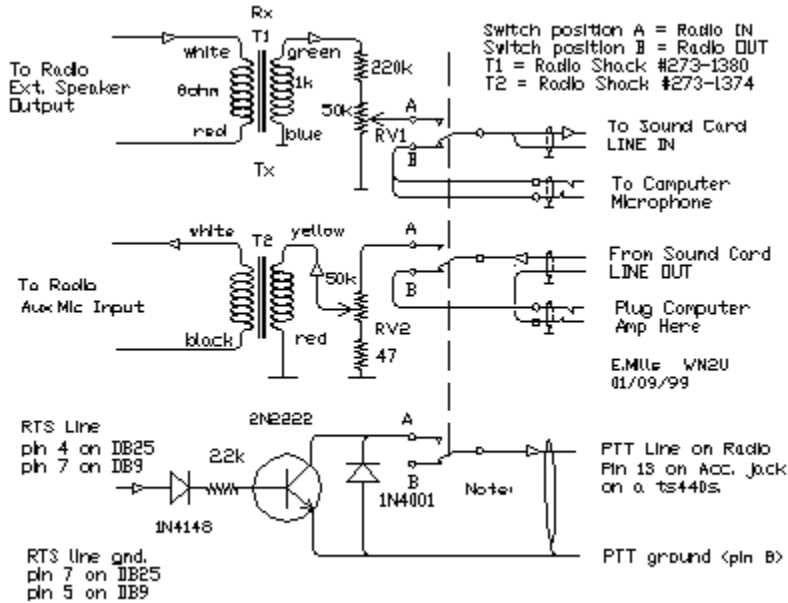 Rx
T1
white
green
To Radio
Ext. Speaker
Output
8ohm
1k
220k
50k
RV1
red
blue
A
B
Switch position A = Radio IN
Switch position B = Radio OUT
T1 = Radio Shack #273-1380
T2 = Radio Shack #273-1374
To Sound Card
LINE IN
To Computer
Microphone
Tx
white
T2
yellow
To Radio
Aux Mic Input
50k
RV2
47
black
red
A
B
From Sound Card
LINE OUT
Plug Computer
Amp Here
E.Mills WN2U
01/09/99
RTS Line
pin 4 on DB25
pin 7 on DB9
2N2222
2.2k
1N4148
1N4001
A
B
Note:
PTT Line on Radio
Pin 13 on Acc. jack
on a ts440s.
RTS line gnd.
pin 7 on DB25
pin 5 on DB9
PTT ground (pin 8)